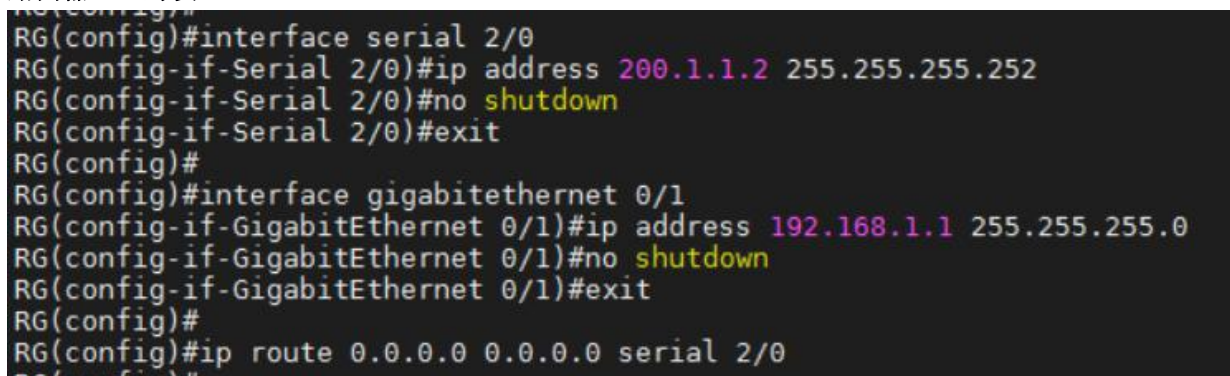 RG(config)#interface serial 2/0
RG(config-if-Serial 2/0)#ip address 200.1.1.2 255.255.255.252
RG(config-if-Serial 2/0)#no shutdown
RG(config-if-Serial 2/0)#exit
RG(config)#
RG(config)#interface gigabitethernet 0/1
RG(config-if-GigabitEthernet 0/1)#ip address 192.168.1.1 255.255.255.0
RG(config-if-GigabitEthernet 0/1)#no shutdown
RG(config-if-GigabitEthernet 0/1)#exit
RG(config)#
RG(config)#ip route 0.0.0.0 0.0.0.0 serial 2/0